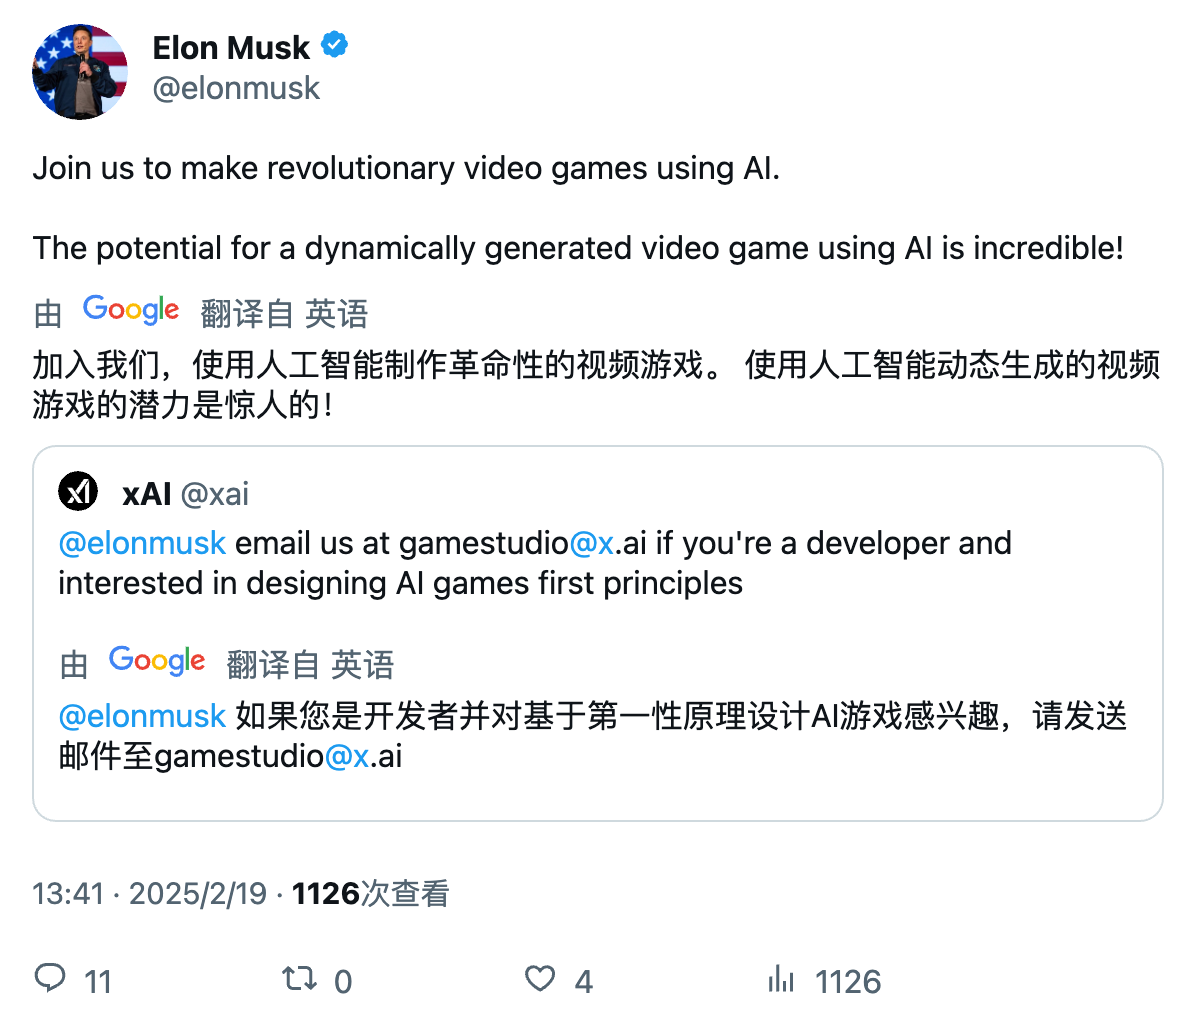 Elon Musk
@elonmusk
Join us to make revolutionary video games using AI.
The potential for a dynamically generated video game using AI is incredible!
由 Google 翻译自 英语
加入我们，使用人工智能制作革命性的视频游戏。 使用人工智能动态生成的视频
游戏的潜力是惊人的！
xAI @xai
@elonmusk email us at gamestudio@x.ai if you're a developer and
interested in designing AI games first principles
由 Google 翻译自 英语
@elonmusk 如果您是开发者并对基于第一性原理设计AI游戏感兴趣，请发送
邮件至gamestudio@x.ai
13:41 · 2025/2/19 · 1126次查看
11 0 4 1126